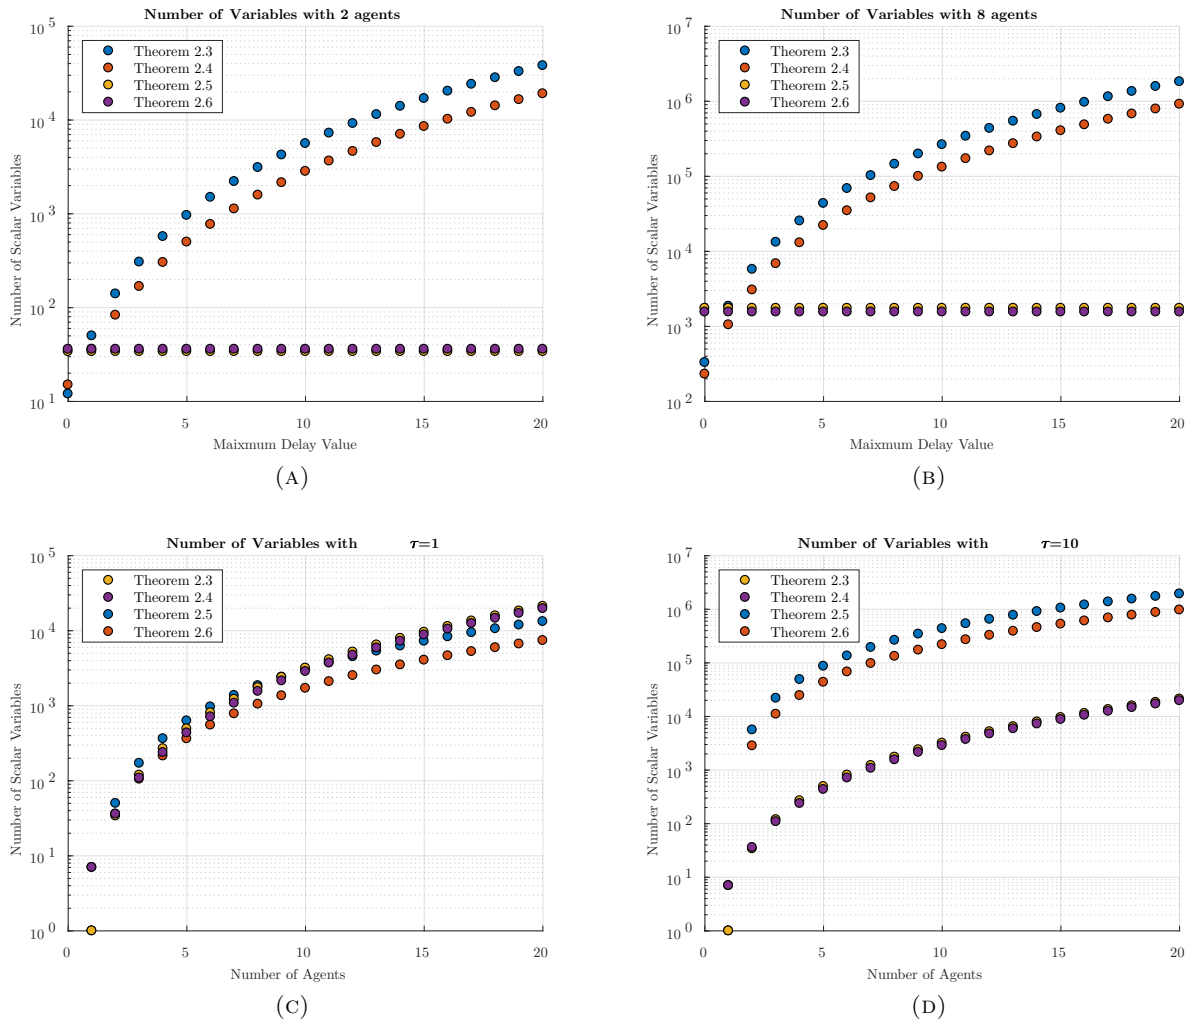 Number of Variables with 2 agents
10 5
10 4
10 3
10 2
10 1
Number of Scalar Variables
Theorem 2.3
Theorem 2.4
Theorem 2.5
Theorem 2.6
0 5 10 15 20
Maixmum Delay Value
(A)
Number of Variables with 8 agents
10 7
10 6
10 5
10 4
10 3
10 2
Number of Scalar Variables
Theorem 2.3
Theorem 2.4
Theorem 2.5
Theorem 2.6
0 5 10 15 20
Maixmum Delay Value
(B)
Number of Variables with τ=1
10 5
10 4
10 3
10 2
10 1
10 0
Number of Scalar Variables
Theorem 2.3
Theorem 2.4
Theorem 2.5
Theorem 2.6
0 5 10 15 20
Number of Agents
(C)
Number of Variables with τ=10
10 7
10 6
10 5
10 4
10 3
10 2
10 1
10 0
Number of Scalar Variables
Theorem 2.3
Theorem 2.4
Theorem 2.5
Theorem 2.6
0 5 10 15 20
Number of Agents
(D)